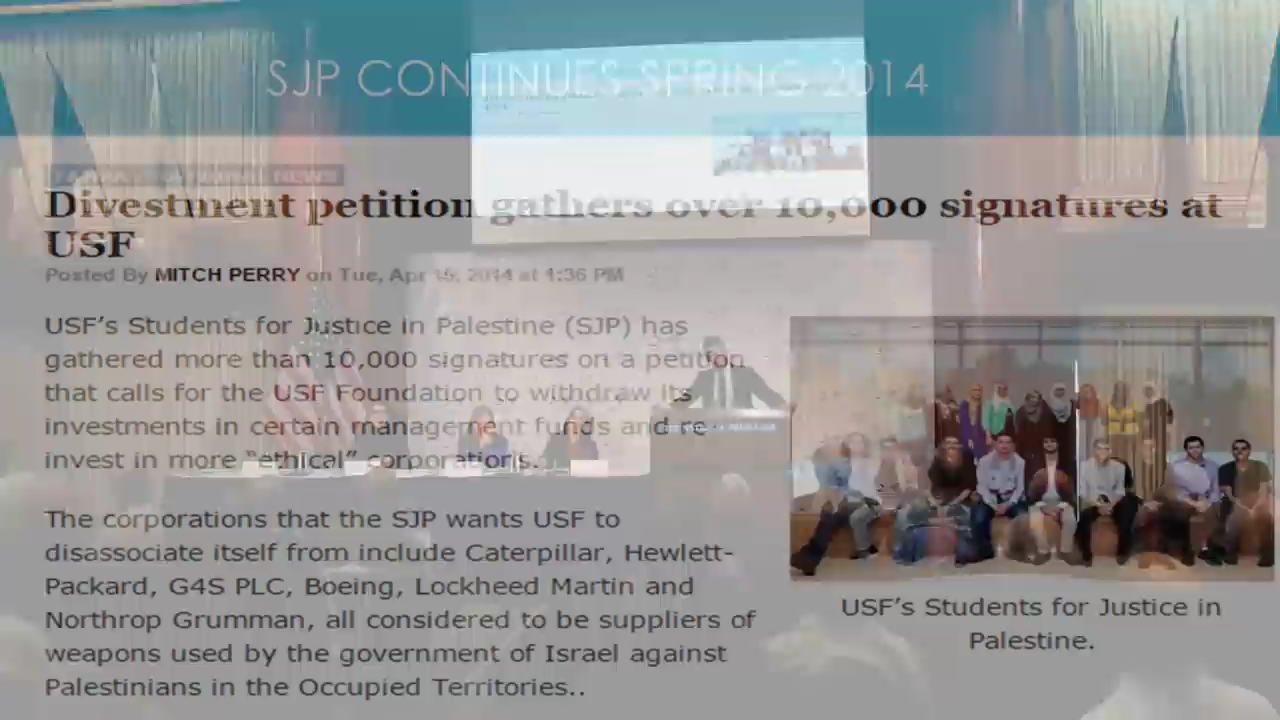 SJP CONTINUES SPRING 2014
NEWS
Divestment petition gathers over 10,000 signatures at
USF
Posted By MITCH PERRY on Tue, Apr 15, 2014 at 1:36 PM
USF’s Students for Justice in Palestine (SJP) has
gathered more than 10,000 signatures on a petition
that calls for the USF Foundation to withdraw its
investments in certain management funds and re-
invest in more “ethical” corporations.
The corporations that the SJP wants USF to
disassociate itself from include Caterpillar, Hewlett-
Packard, G4S PLC, Boeing, Lockheed Martin and
Northrop Grumman, all considered to be suppliers of
weapons used by the government of Israel against
Palestinians in the Occupied Territories..
USF’s Students for Justice in
Palestine.